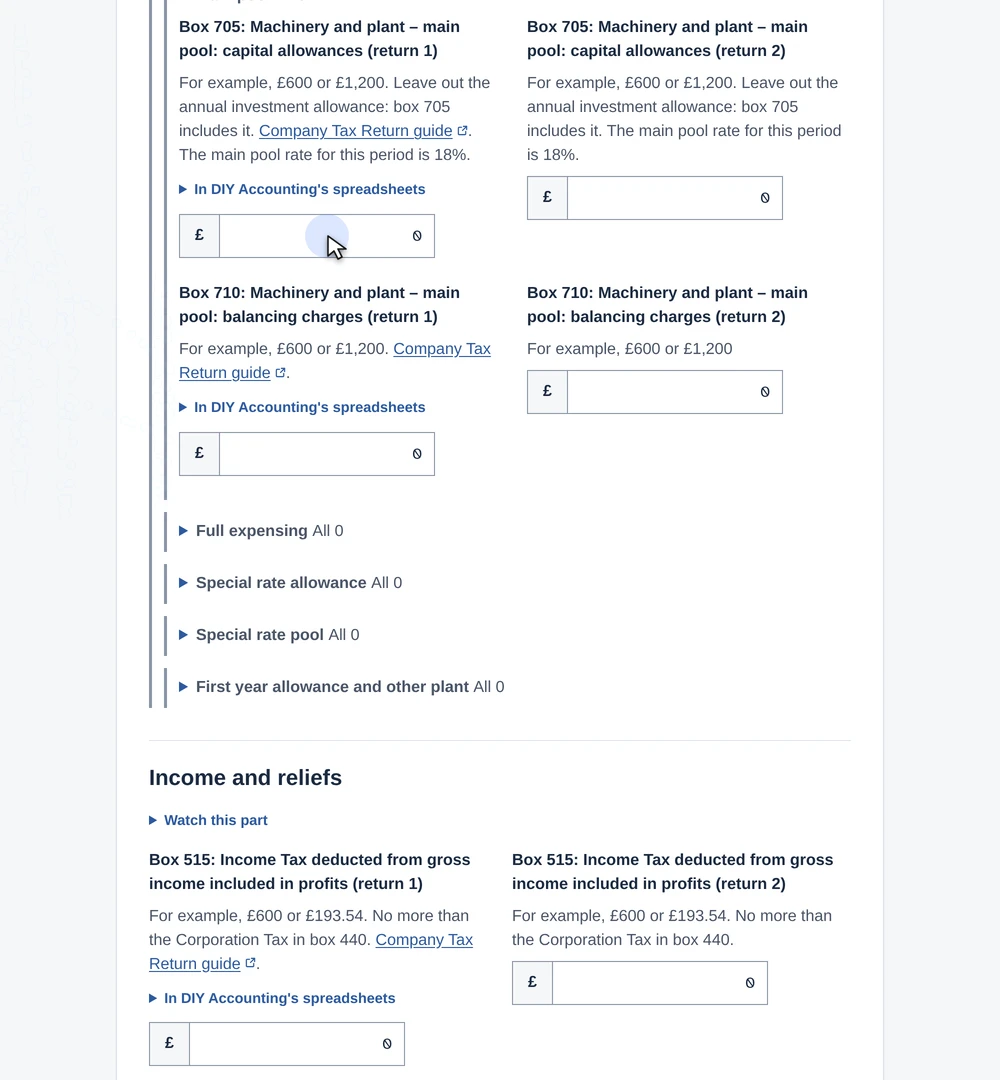 Box 705: Machinery and plant – main
pool: capital allowances (return 1)
For example, £600 or £1,200. Leave out the
annual investment allowance: box 705
includes it. Company Tax Return guide.
The main pool rate for this period is 18%.
In DIY Accounting's spreadsheets
£ 0
Box 705: Machinery and plant – main
pool: capital allowances (return 2)
For example, £600 or £1,200. Leave out the
annual investment allowance: box 705
includes it. The main pool rate for this period
is 18%.
£ 0
Box 710: Machinery and plant – main
pool: balancing charges (return 1)
For example, £600 or £1,200. Company Tax
Return guide.
In DIY Accounting's spreadsheets
£ 0
Box 710: Machinery and plant – main
pool: balancing charges (return 2)
For example, £600 or £1,200
£ 0
Full expensing All 0
Special rate allowance All 0
Special rate pool All 0
First year allowance and other plant All 0
Income and reliefs
Watch this part
Box 515: Income Tax deducted from gross
income included in profits (return 1)
For example, £600 or £193.54. No more than
the Corporation Tax in box 440. Company Tax
Return guide.
In DIY Accounting's spreadsheets
£ 0
Box 515: Income Tax deducted from gross
income included in profits (return 2)
For example, £600 or £193.54. No more than
the Corporation Tax in box 440.
£ 0